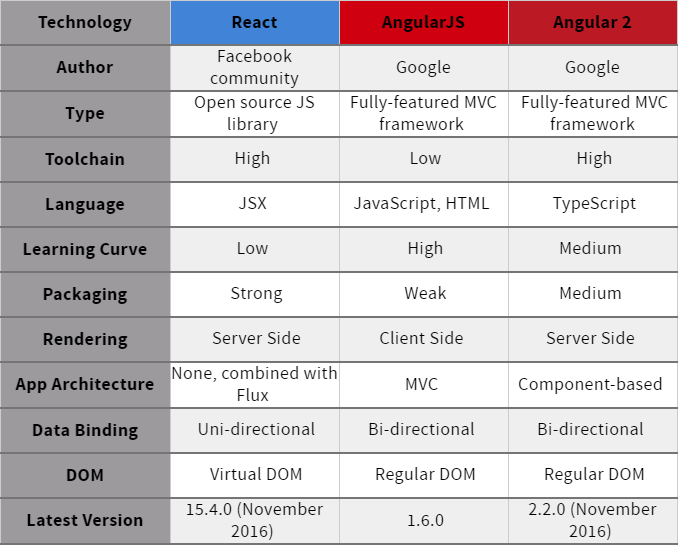 Technology React AngularJS Angular 2
Author Facebook community Google Google
Type Open source JS library Fully-featured MVC framework Fully-featured MVC framework
Toolchain High Low High
Language JSX JavaScript, HTML TypeScript
Learning Curve Low High Medium
Packaging Strong Weak Medium
Rendering Server Side Client Side Server Side
App Architecture None, combined with Flux MVC Component-based
Data Binding Uni-directional Bi-directional Bi-directional
DOM Virtual DOM Regular DOM Regular DOM
Latest Version 15.4.0 (November 2016) 1.6.0 2.2.0 (November 2016)